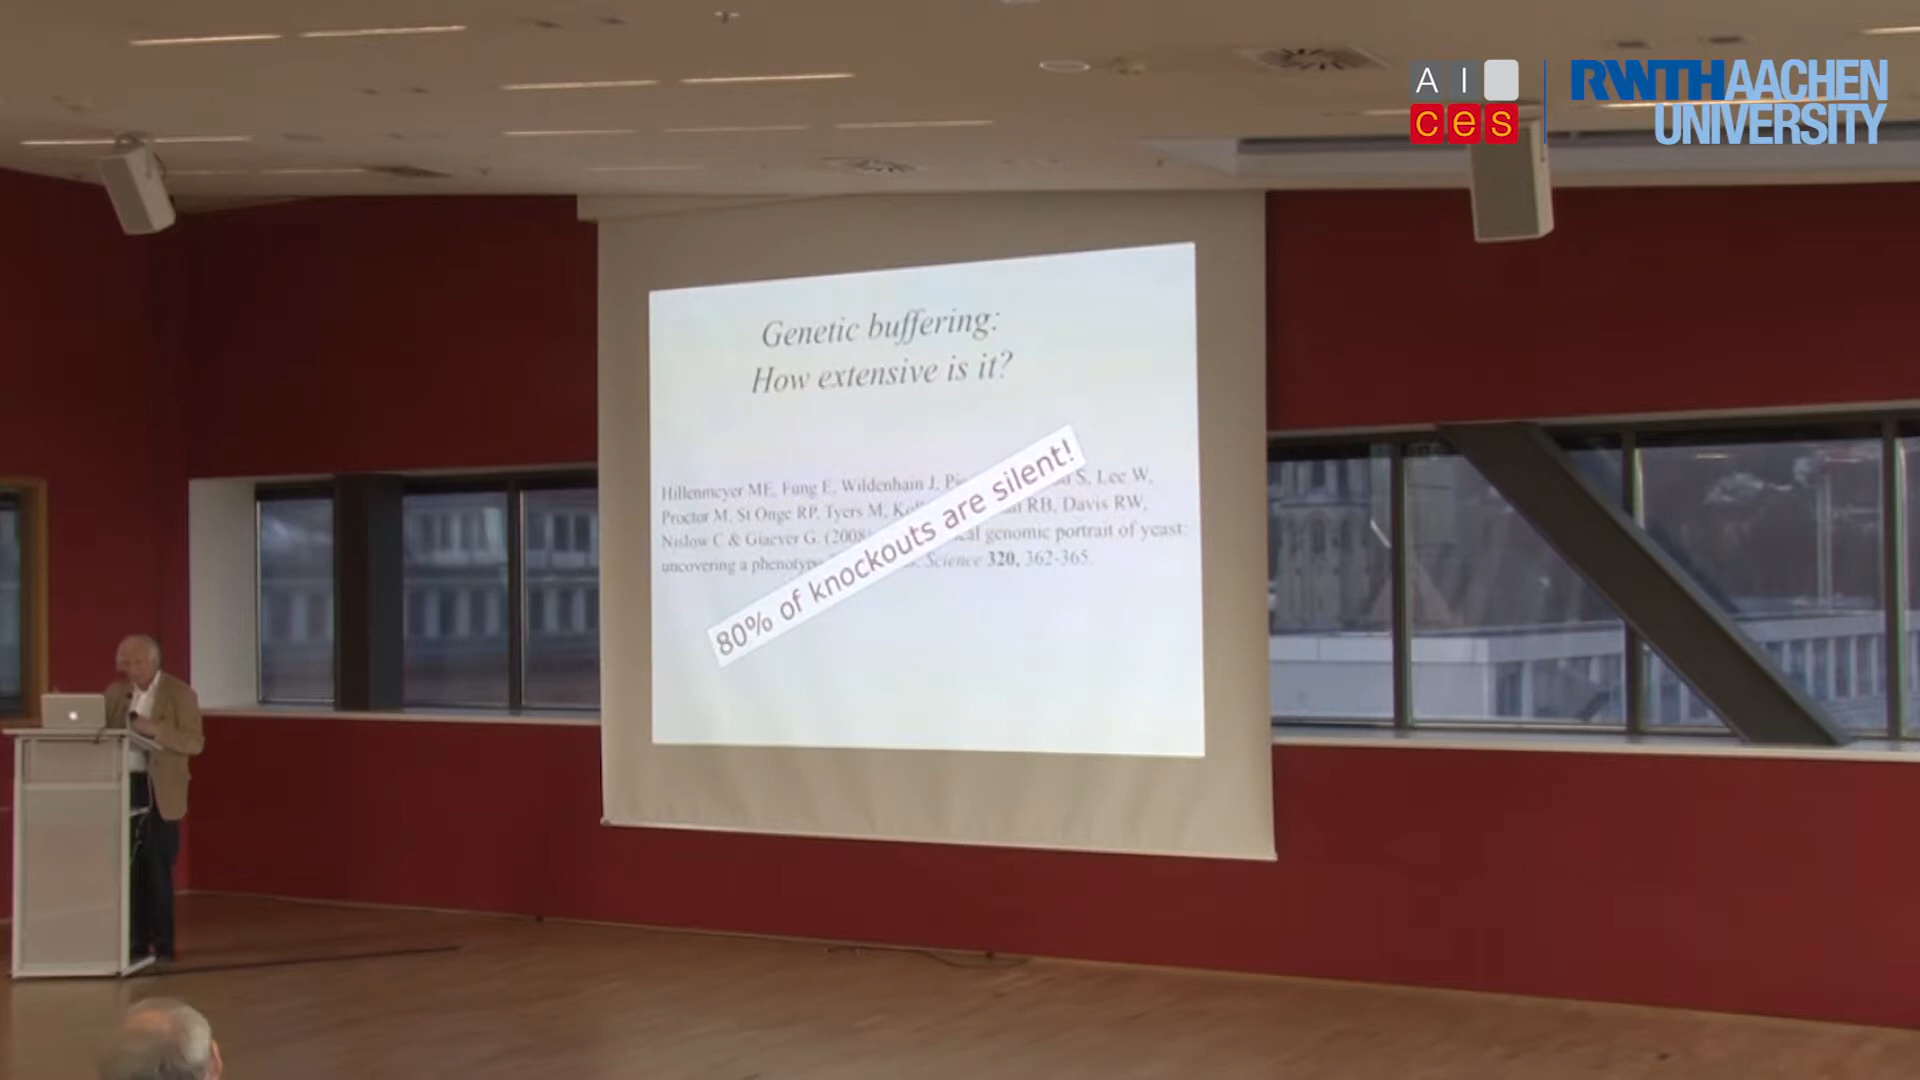 AI
ces
RWTH AACHEN
UNIVERSITY
Genetic buffering:
How extensive is it?
Hillenmeyer ME, Fung E, Wildenhain J, S, Lee W,
Proctor M, St Onge RP, Tyers M, RB, Davis RW,
Nislow C & Giaever G. (2008 genomic portrait of yeast:
uncovering a Science 320, 362-365.
80% of knockouts are silent!